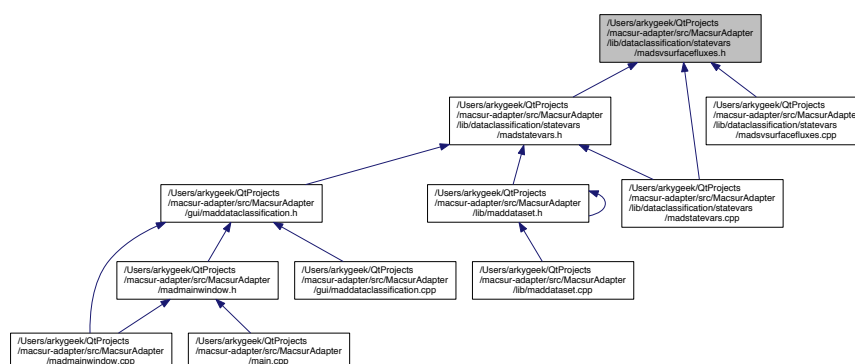 /Users/arkygeek/QtProjects
/macsur-adapter/src/MacsurAdapter
/lib/dataclassification/statevars
/madsvsurfacefluxes.h
/Users/arkygeek/QtProjects
/macsur-adapter/src/MacsurAdapter
/lib/dataclassification/statevars
/madstatevars.h
/Users/arkygeek/QtProjects
/macsur-adapter/src/MacsurAdapter
/lib/dataclassification/statevars
/madsvsurfacefluxes.cpp
/Users/arkygeek/QtProjects
/macsur-adapter/src/MacsurAdapter
/gui/maddataclassification.h
/Users/arkygeek/QtProjects
/macsur-adapter/src/MacsurAdapter
/lib/maddataset.h
/Users/arkygeek/QtProjects
/macsur-adapter/src/MacsurAdapter
/lib/dataclassification/statevars
/madstatevars.cpp
/Users/arkygeek/QtProjects
/macsur-adapter/src/MacsurAdapter
/madmainwindow.h
/Users/arkygeek/QtProjects
/macsur-adapter/src/MacsurAdapter
/gui/maddataclassification.cpp
/Users/arkygeek/QtProjects
/macsur-adapter/src/MacsurAdapter
/lib/maddataset.cpp
/Users/arkygeek/QtProjects
/macsur-adapter/src/MacsurAdapter
/madmainwindow.cpp
/Users/arkygeek/QtProjects
/macsur-adapter/src/MacsurAdapter
/main.cpp